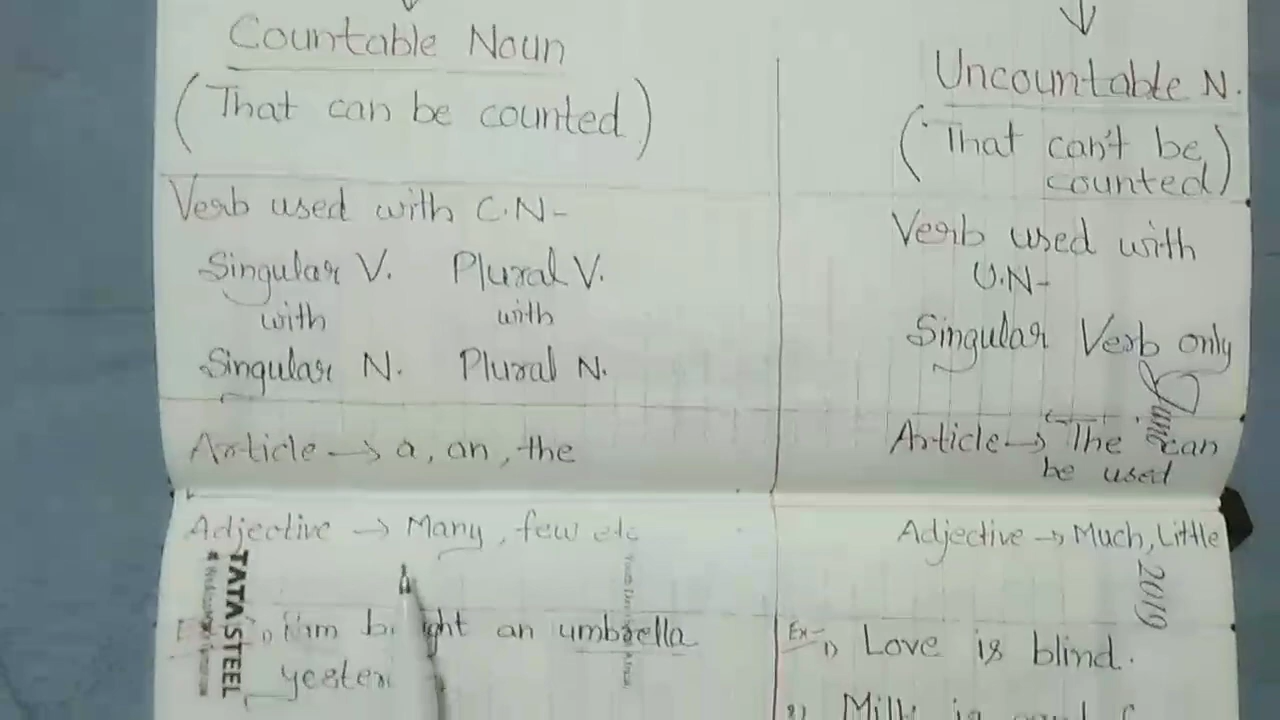 Countable Noun
(That can be counted)
Verb used with C.N-
Singular V. Plural V.
with with
Singular N. Plural N.
Article → a, an, the
Adjective → Many, few etc
TATA STEEL
an umbrella
Uncountable N.
(That can't be
counted)
Verb used with
U.N-
Singular Verb only
Article → The can
be used
June
Adjective → Much, Little
2019
Ex- 1) Love is blind.